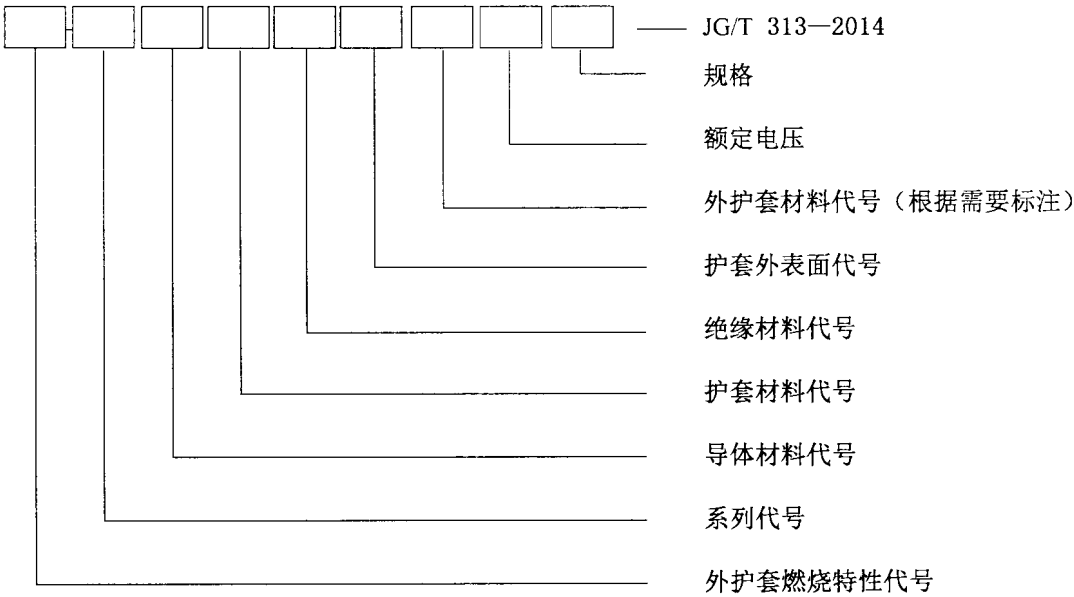 JG/T 313—2014
规格
额定电压
外护套材料代号（根据需要标注）
护套外表面代号
绝缘材料代号
护套材料代号
导体材料代号
系列代号
外护套燃烧特性代号